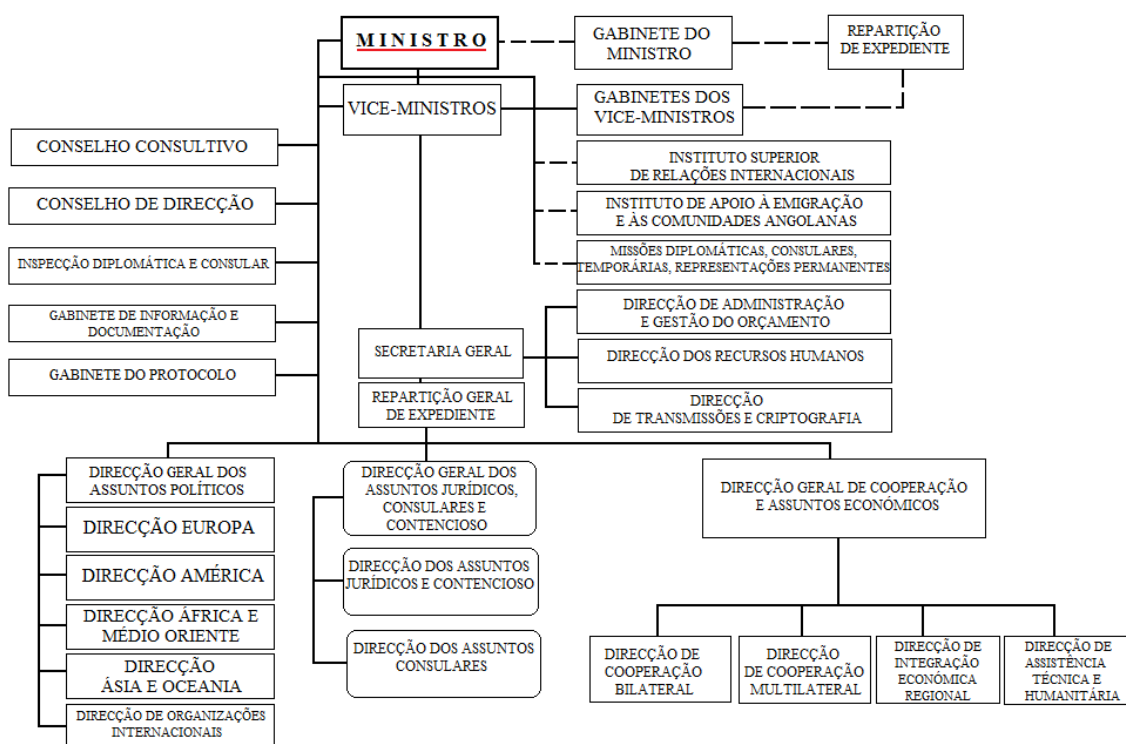 M I N I S T R O
GABINETE DO
MINISTRO
REPARTIÇÃO
DE EXPEDIENTE
VICE-MINISTROS
GABINETES DOS
VICE-MINISTROS
CONSELHO CONSULTIVO
CONSELHO DE DIRECÇÃO
INSPECÇÃO DIPLOMÁTICA E CONSULAR
GABINETE DE INFORMAÇÃO E
DOCUMENTAÇÃO
GABINETE DO PROTOCOLO
INSTITUTO SUPERIOR
DE RELAÇÕES INTERNACIONAIS
INSTITUTO DE APOIO À EMIGRAÇÃO
E ÀS COMUNIDADES ANGOLANAS
MISSÕES DIPLOMÁTICAS, CONSULARES,
TEMPORÁRIAS, REPRESENTAÇÕES PERMANENTES
SECRETARIA GERAL
REPARTIÇÃO GERAL
DE EXPEDIENTE
DIRECÇÃO DE ADMINISTRAÇÃO
E GESTÃO DO ORÇAMENTO
DIRECÇÃO DOS RECURSOS HUMANOS
DIRECÇÃO
DE TRANSMISSÕES E CRIPTOGRAFIA
DIRECÇÃO GERAL DOS
ASSUNTOS POLÍTICOS
DIRECÇÃO EUROPA
DIRECÇÃO AMÉRICA
DIRECÇÃO ÁFRICA E
MÉDIO ORIENTE
DIRECÇÃO
ÁSIA E OCEANIA
DIRECÇÃO DE ORGANIZAÇÕES
INTERNACIONAIS
DIRECÇÃO GERAL DOS
ASSUNTOS JURÍDICOS,
CONSULARES E
CONTENCIOSO
DIRECÇÃO DOS ASSUNTOS
JURÍDICOS E CONTENCIOSO
DIRECÇÃO DOS ASSUNTOS
CONSULARES
DIRECÇÃO GERAL DE COOPERAÇÃO
E ASSUNTOS ECONÓMICOS
DIRECÇÃO DE
COOPERAÇÃO
BILATERAL
DIRECÇÃO
DE COOPERAÇÃO
MULTILATERAL
DIRECÇÃO DE
INTEGRAÇÃO
ECONÓMICA
REGIONAL
DIRECÇÃO DE
ASSISTÊNCIA
TÉCNICA E
HUMANITÁRIA